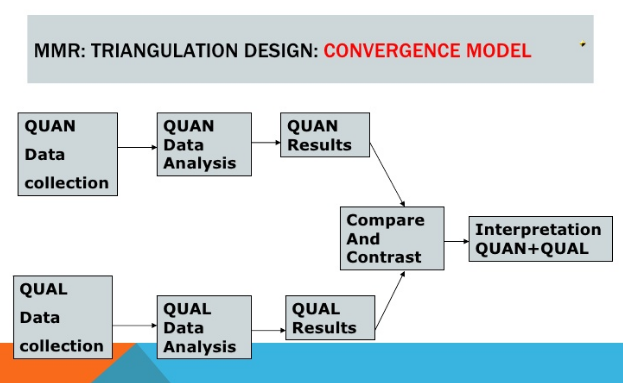 MMR: TRIANGULATION DESIGN: CONVERGENCE MODEL
QUAN
Data
collection
QUAN
Data
Analysis
QUAN
Results
Compare
And
Contrast
Interpretation
QUAN+QUAL
QUAL
Data
collection
QUAL
Data
Analysis
QUAL
Results